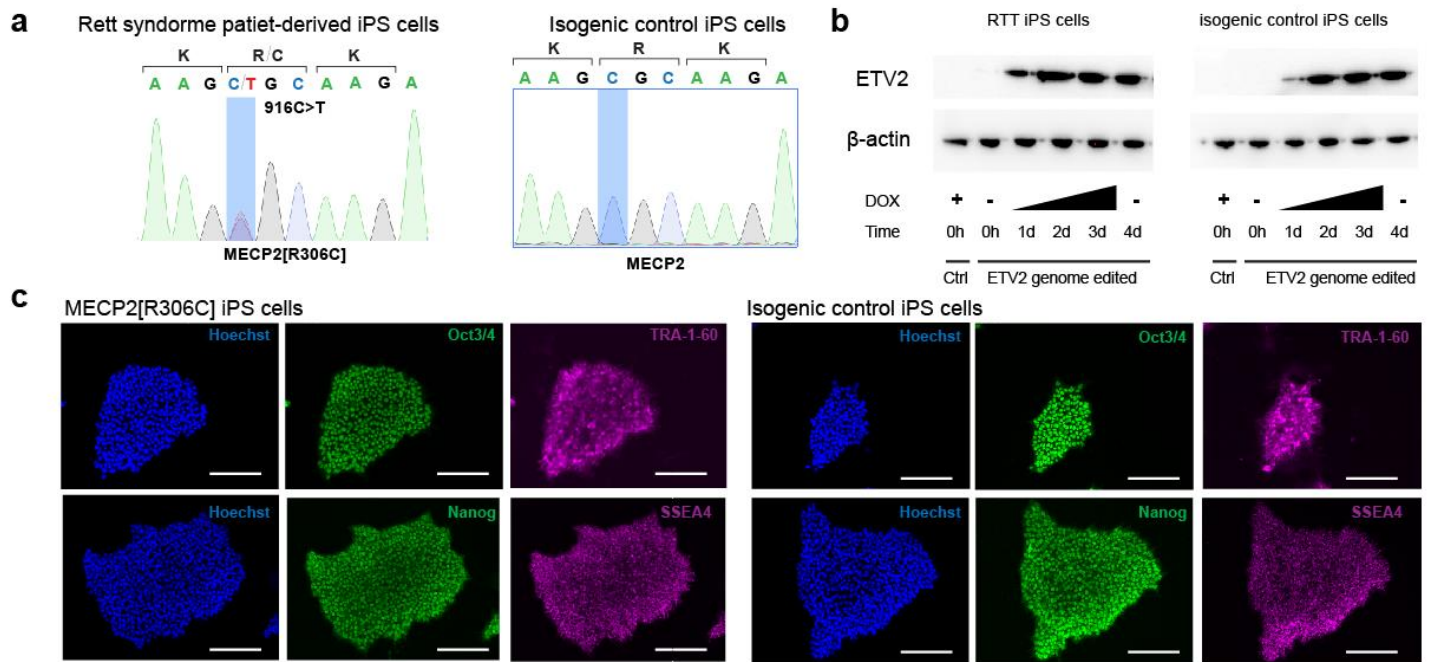 a
Rett syndorme patiet-derived iPS cells
K R/C K
A A G C/T G C A A G A
916C>T
MECP2[R306C]
Isogenic control iPS cells
K R K
A A G C G C A A G A
MECP2
b
RTT iPS cells
isogenic control iPS cells
ETV2
β-actin
DOX + - - + - -
Time 0h 0h 1d 2d 3d 4d 0h 0h 1d 2d 3d 4d
Ctrl ETV2 genome edited Ctrl ETV2 genome edited
c
MECP2[R306C] iPS cells
Isogenic control iPS cells
Hoechst Oct3/4 TRA-1-60 Hoechst Oct3/4 TRA-1-60
Hoechst Nanog SSEA4 Hoechst Nanog SSEA4